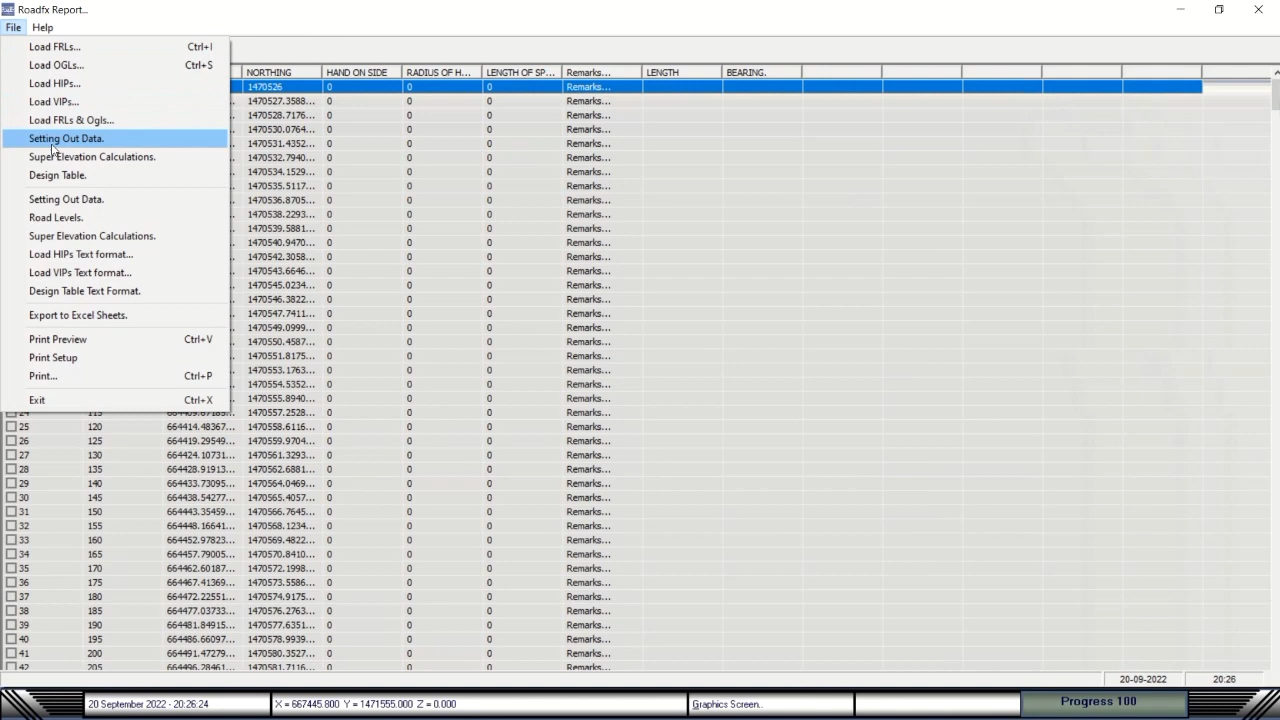 Roadfx Report...
File Help
Load FRLs... Ctrl+I
Load OGLs... Ctrl+S
Load HIPs...
Load VIPs...
Load FRLs & Ogls...
Setting Out Data.
Super Elevation Calculations.
Design Table.
Setting Out Data.
Road Levels.
Super Elevation Calculations.
Load HIPs Text format...
Load VIPs Text format...
Design Table Text Format.
Export to Excel Sheets.
Print Preview Ctrl+V
Print Setup
Print... Ctrl+P
Exit Ctrl+X
NORTHING HAND ON SIDE RADIUS OF H... LENGTH OF SP... Remarks... LENGTH BEARING.
1470526 0 0 0 Remarks...
1470527.3588... 0 0 0 Remarks...
1470528.7176... 0 0 0 Remarks...
1470530.0764... 0 0 0 Remarks...
1470531.4352... 0 0 0 Remarks...
1470532.7940... 0 0 0 Remarks...
1470534.1529... 0 0 0 Remarks...
1470535.5117... 0 0 0 Remarks...
1470536.8705... 0 0 0 Remarks...
1470538.2293... 0 0 0 Remarks...
1470539.5881... 0 0 0 Remarks...
1470540.9470... 0 0 0 Remarks...
1470542.3058... 0 0 0 Remarks...
1470543.6646... 0 0 0 Remarks...
1470545.0234... 0 0 0 Remarks...
1470546.3822... 0 0 0 Remarks...
1470547.7411... 0 0 0 Remarks...
1470549.0999... 0 0 0 Remarks...
1470550.4587... 0 0 0 Remarks...
1470551.8175... 0 0 0 Remarks...
1470553.1763... 0 0 0 Remarks...
1470554.5352... 0 0 0 Remarks...
1470555.8940... 0 0 0 Remarks...
24 115 664409.67185... 1470557.2528... 0 0 0 Remarks...
25 120 664414.48367... 1470558.6116... 0 0 0 Remarks...
26 125 664419.29549... 1470559.9704... 0 0 0 Remarks...
27 130 664424.10731... 1470561.3293... 0 0 0 Remarks...
28 135 664428.91913... 1470562.6881... 0 0 0 Remarks...
29 140 664433.73095... 1470564.0469... 0 0 0 Remarks...
30 145 664438.54277... 1470565.4057... 0 0 0 Remarks...
31 150 664443.35459... 1470566.7645... 0 0 0 Remarks...
32 155 664448.16641... 1470568.1234... 0 0 0 Remarks...
33 160 664452.97823... 1470569.4822... 0 0 0 Remarks...
34 165 664457.79005... 1470570.8410... 0 0 0 Remarks...
35 170 664462.60187... 1470572.1998... 0 0 0 Remarks...
36 175 664467.41369... 1470573.5586... 0 0 0 Remarks...
37 180 664472.22551... 1470574.9175... 0 0 0 Remarks...
38 185 664477.03733... 1470576.2763... 0 0 0 Remarks...
39 190 664481.84915... 1470577.6351... 0 0 0 Remarks...
40 195 664486.66097... 1470578.9939... 0 0 0 Remarks...
41 200 664491.47279... 1470580.3527... 0 0 0 Remarks...
42 205 664496.28461... 1470581.7116... 0 0 0 Remarks...
20-09-2022 20:26
20 September 2022 - 20:26:24 X = 667445.800 Y = 1471555.000 Z = 0.000 Graphics Screen.. Progress 100